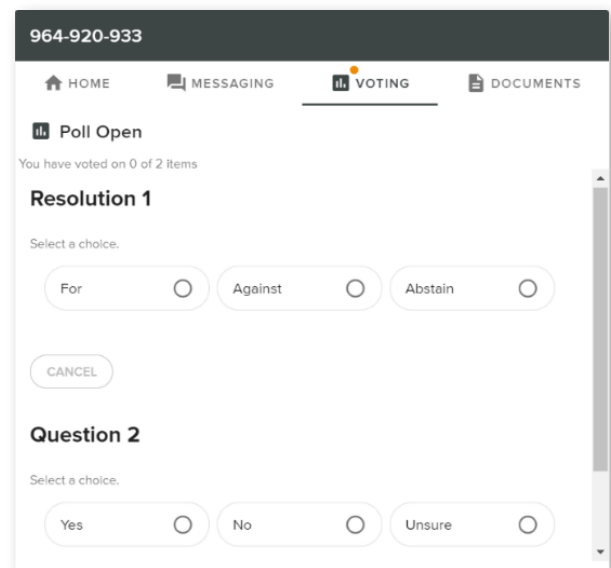 964-920-933
HOME MESSAGING VOTING DOCUMENTS
Poll Open
You have voted on 0 of 2 items
Resolution 1
Select a choice.
For Against Abstain
CANCEL
Question 2
Select a choice.
Yes No Unsure